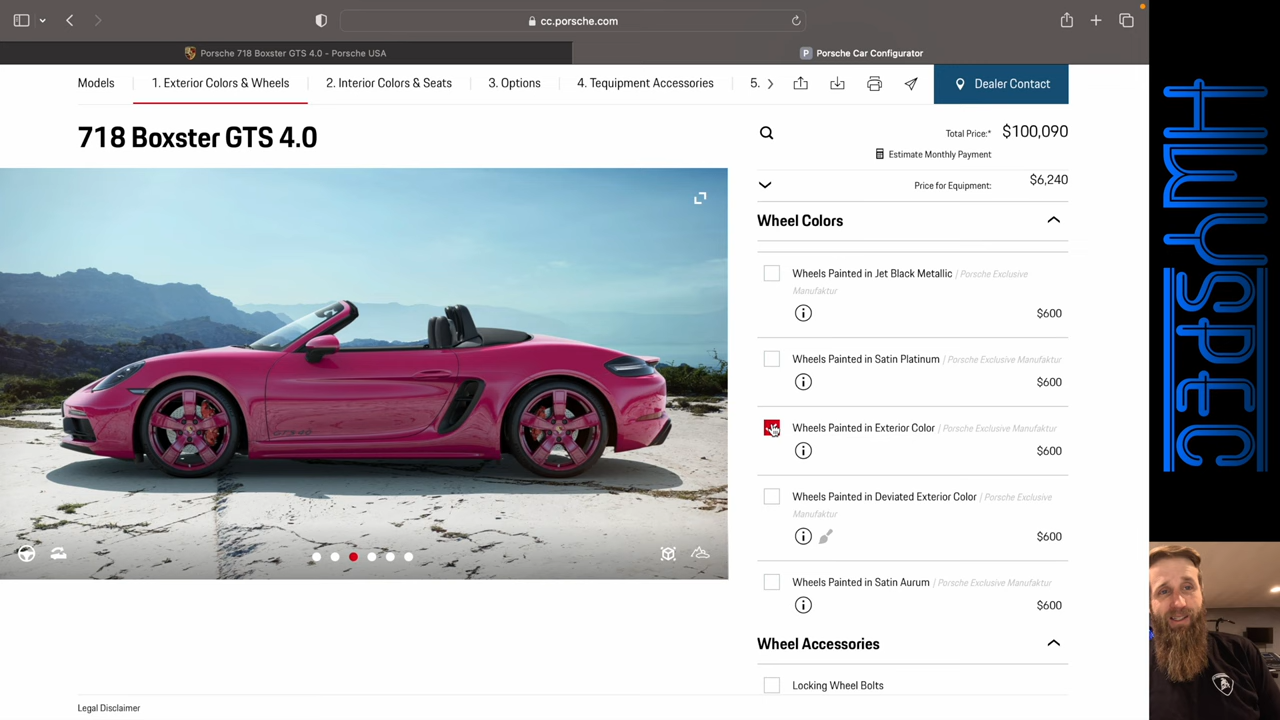 cc.porsche.com
Porsche 718 Boxster GTS 4.0 - Porsche USA
P Porsche Car Configurator
Models
1. Exterior Colors & Wheels
2. Interior Colors & Seats
3. Options
4. Tequipment Accessories
5.
Dealer Contact
718 Boxster GTS 4.0
Total Price:* $100,090
Estimate Monthly Payment
Price for Equipment: $6,240
Wheel Colors
Wheels Painted in Jet Black Metallic | Porsche Exclusive
Manufaktur
$600
Wheels Painted in Satin Platinum | Porsche Exclusive Manufaktur
$600
Wheels Painted in Exterior Color | Porsche Exclusive Manufaktur
$600
Wheels Painted in Deviated Exterior Color | Porsche Exclusive
Manufaktur
$600
Wheels Painted in Satin Aurum | Porsche Exclusive Manufaktur
$600
Wheel Accessories
Locking Wheel Bolts
Legal Disclaimer
GTS 4.0
HWYSPEC